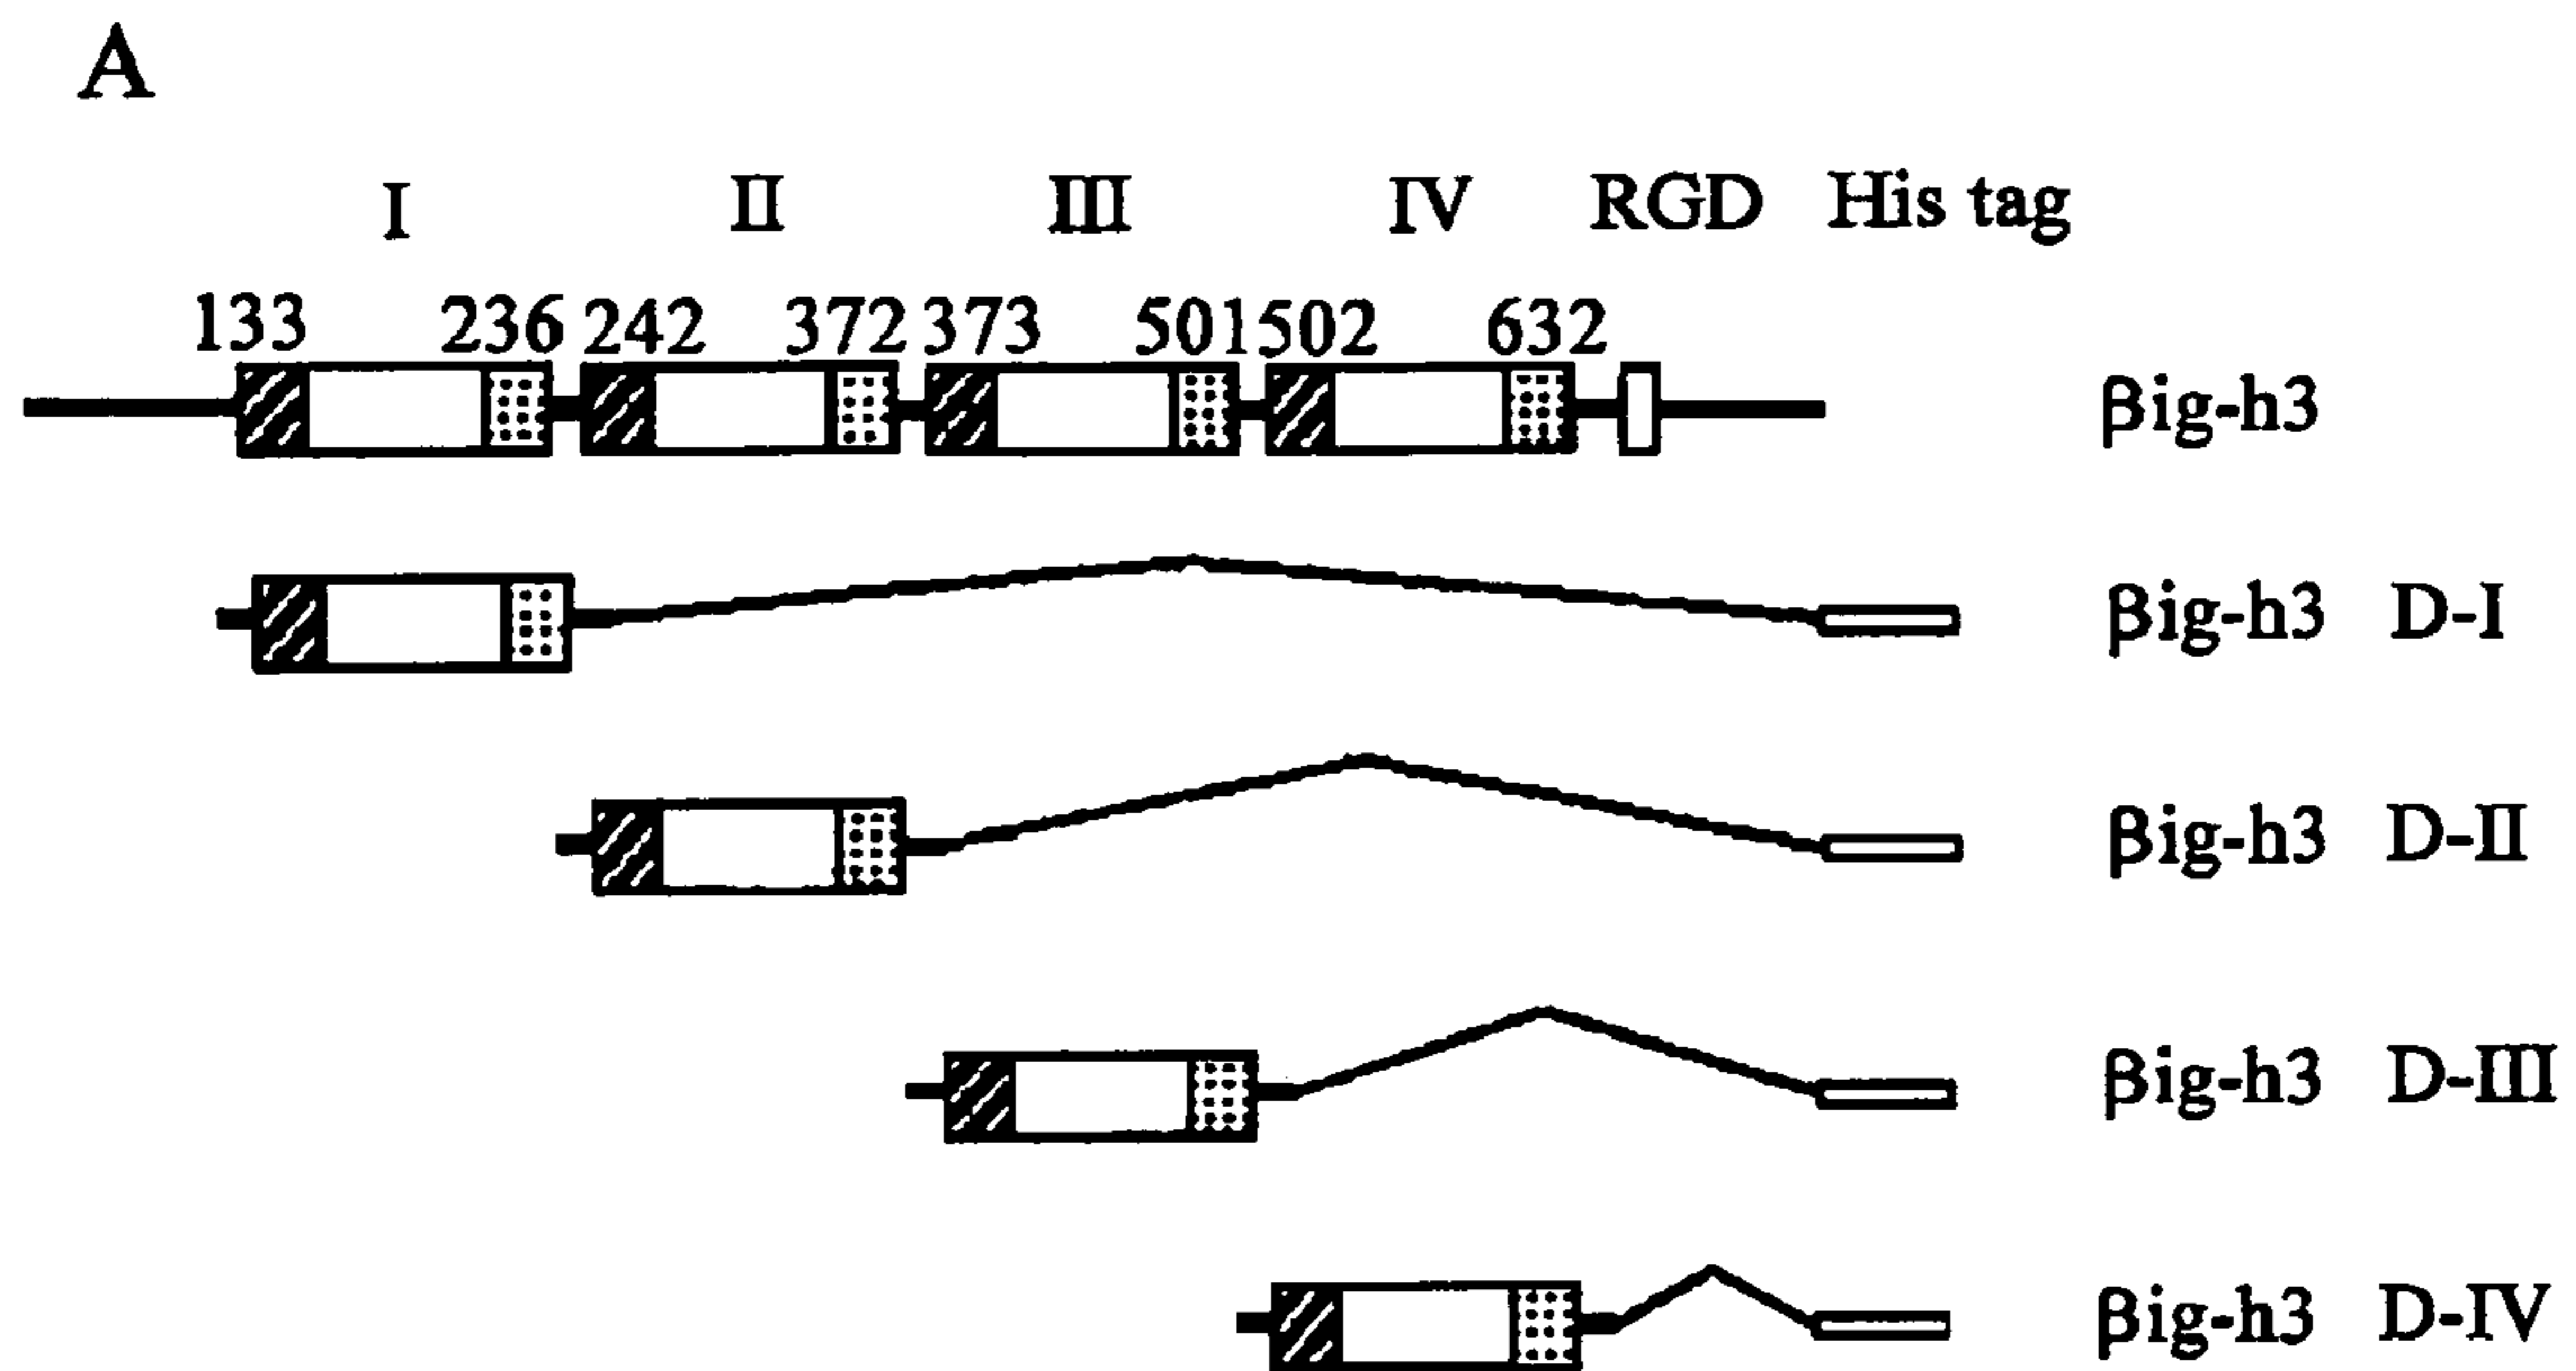 A
I II III IV RGD His tag
133 236 242 372 373 501 502 632
βig-h3
βig-h3 D-I
βig-h3 D-II
βig-h3 D-III
βig-h3 D-IV